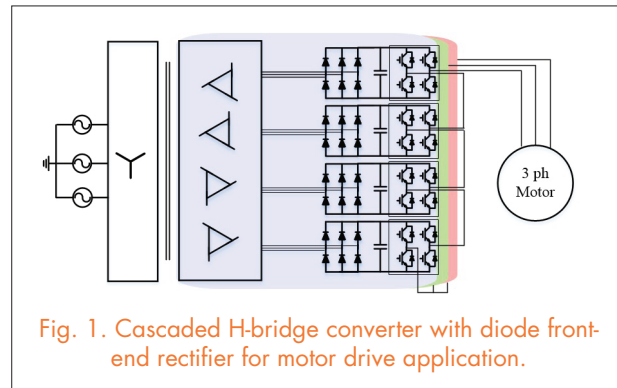 3 ph
Motor
Fig. 1. Cascaded H-bridge converter with diode front-
end rectifier for motor drive application.